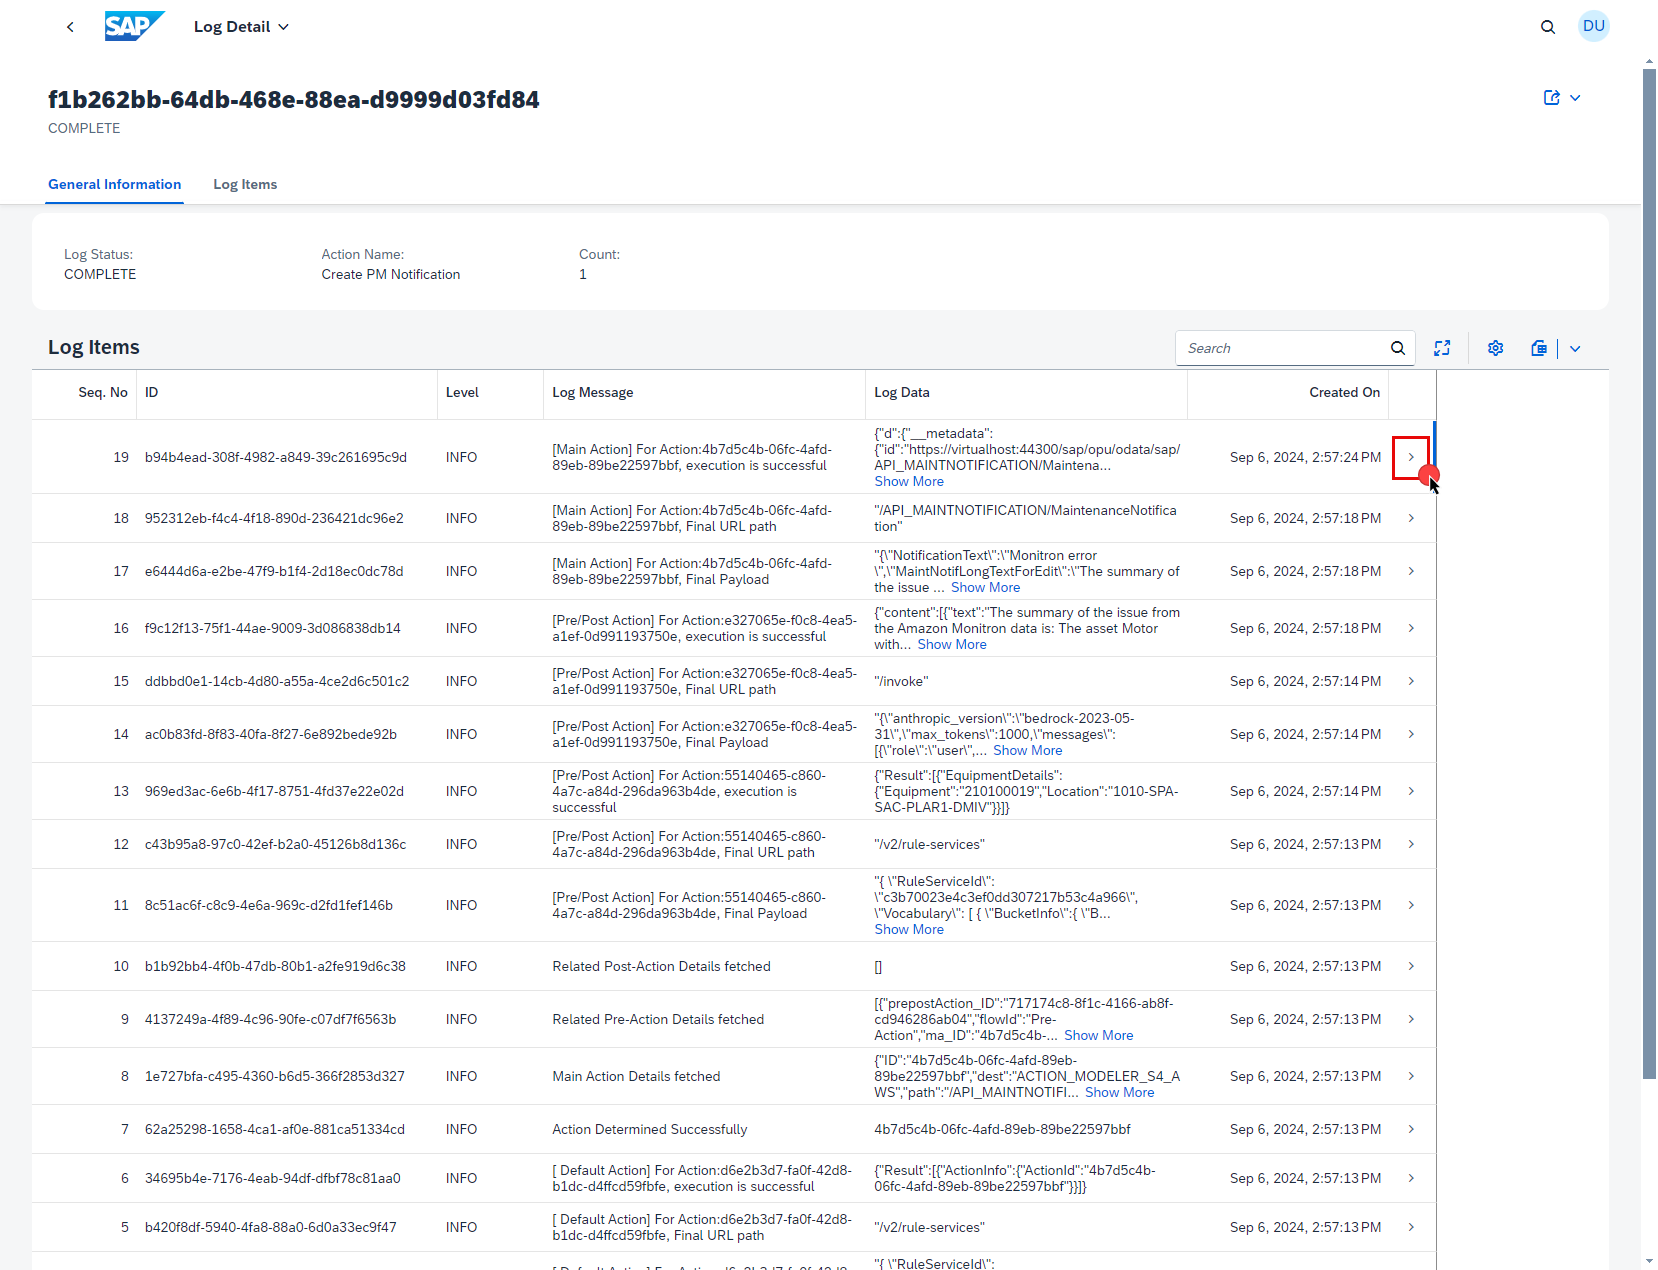 SAP Log Detail DU
f1b262bb-64db-468e-88ea-d9999d03fd84
COMPLETE
General Information Log Items
Log Status: Action Name: Count:
COMPLETE Create PM Notification 1
Log Items Search
Seq. No ID Level Log Message Log Data Created On
19 b94b4ead-308f-4982-a849-39c261695c9d INFO [Main Action] For Action:4b7d5c4b-06fc-4afd-
89eb-89be22597bbf, execution is successful
{"d":{"__metadata":
{"id":"https://virtualhost:44300/sap/opu/odata/sap/
API_MAINTNOTIFICATION/Maintena...
Show More
Sep 6, 2024, 2:57:24 PM
18 952312eb-f4c4-4f18-890d-236421dc96e2 INFO [Main Action] For Action:4b7d5c4b-06fc-4afd-
89eb-89be22597bbf, Final URL path
"/API_MAINTNOTIFICATION/MaintenanceNotifica
tion"
Sep 6, 2024, 2:57:18 PM
17 e6444d6a-e2be-47f9-b1f4-2d18ec0dc78d INFO [Main Action] For Action:4b7d5c4b-06fc-4afd-
89eb-89be22597bbf, Final Payload
"{\"NotificationText\":\"Monitron error
\",\"MaintNotifLongTextForEdit\":\"The summary of
the issue ... Show More
Sep 6, 2024, 2:57:18 PM
16 f9c12f13-75f1-44ae-9009-3d086838db14 INFO [Pre/Post Action] For Action:e327065e-f0c8-4ea5-
a1ef-0d991193750e, execution is successful
{"content":[{"text":"The summary of the issue from
the Amazon Monitron data is: The asset Motor
with... Show More
Sep 6, 2024, 2:57:18 PM
15 ddbbd0e1-14cb-4d80-a55a-4ce2d6c501c2 INFO [Pre/Post Action] For Action:e327065e-f0c8-4ea5-
a1ef-0d991193750e, Final URL path
"/invoke"
Sep 6, 2024, 2:57:14 PM
14 ac0b83fd-8f83-40fa-8f27-6e892bede92b INFO [Pre/Post Action] For Action:e327065e-f0c8-4ea5-
a1ef-0d991193750e, Final Payload
"{\"anthropic_version\":\"bedrock-2023-05-
31\",\"max_tokens\":1000,\"messages\":
[{\"role\":\"user\",... Show More
Sep 6, 2024, 2:57:14 PM
13 969ed3ac-6e6b-4f17-8751-4fd37e22e02d INFO [Pre/Post Action] For Action:55140465-c860-
4a7c-a84d-296da963b4de, execution is
successful
{"Result":[{"EquipmentDetails":
{"Equipment":"210100019","Location":"1010-SPA-
SAC-PLAR1-DMIV"}}]}
Sep 6, 2024, 2:57:14 PM
12 c43b95a8-97c0-42ef-b2a0-45126b8d136c INFO [Pre/Post Action] For Action:55140465-c860-
4a7c-a84d-296da963b4de, Final URL path
"/v2/rule-services"
Sep 6, 2024, 2:57:13 PM
11 8c51ac6f-c8c9-4e6a-969c-d2fd1fef146b INFO [Pre/Post Action] For Action:55140465-c860-
4a7c-a84d-296da963b4de, Final Payload
"{ \"RuleServiceId\":
\"c3b70023e4c3ef0dd307217b53c4a966\",
\"Vocabulary\": [ { \"BucketInfo\":{ \"B...
Show More
Sep 6, 2024, 2:57:13 PM
10 b1b92bb4-4f0b-47db-80b1-a2fe919d6c38 INFO Related Post-Action Details fetched [] Sep 6, 2024, 2:57:13 PM
9 4137249a-4f89-4c96-90fe-c07df7f6563b INFO Related Pre-Action Details fetched
[{"prepostAction_ID":"717174c8-8f1c-4166-ab8f-
cd946286ab04","flowId":"Pre-
Action","ma_ID":"4b7d5c4b-... Show More
Sep 6, 2024, 2:57:13 PM
8 1e727bfa-c495-4360-b6d5-366f2853d327 INFO Main Action Details fetched
{"ID":"4b7d5c4b-06fc-4afd-89eb-
89be22597bbf","dest":"ACTION_MODELER_S4_A
WS","path":"/API_MAINTNOTIFI... Show More
Sep 6, 2024, 2:57:13 PM
7 62a25298-1658-4ca1-af0e-881ca51334cd INFO Action Determined Successfully 4b7d5c4b-06fc-4afd-89eb-89be22597bbf Sep 6, 2024, 2:57:13 PM
6 34695b4e-7176-4eab-94df-dfbf78c81aa0 INFO [ Default Action] For Action:d6e2b3d7-fa0f-42d8-
b1dc-d4ffcd59fbfe, execution is successful
{"Result":[{"ActionInfo":{"ActionId":"4b7d5c4b-
06fc-4afd-89eb-89be22597bbf"}}]}
Sep 6, 2024, 2:57:13 PM
5 b420f8df-5940-4fa8-88a0-6d0a33ec9f47 INFO [ Default Action] For Action:d6e2b3d7-fa0f-42d8-
b1dc-d4ffcd59fbfe, Final URL path
"/v2/rule-services"
Sep 6, 2024, 2:57:13 PM
"{ \"RuleServiceId\":